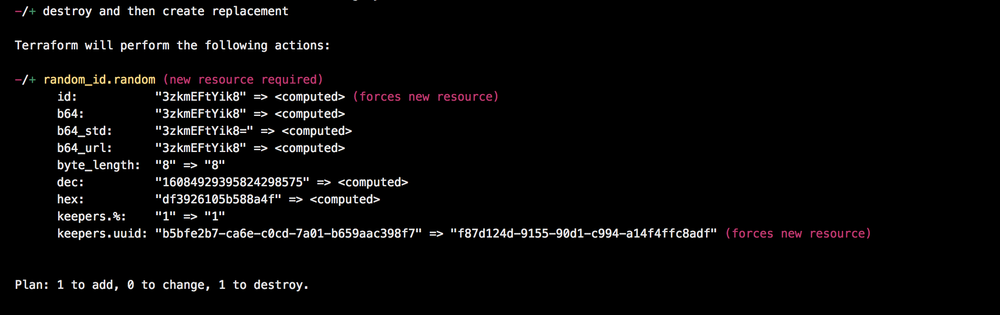 -/+ destroy and then create replacement
Terraform will perform the following actions:
-/+ random_id.random (new resource required)
id: "3zkmEFtYik8" => <computed> (forces new resource)
b64: "3zkmEFtYik8" => <computed>
b64_std: "3zkmEFtYik8=" => <computed>
b64_url: "3zkmEFtYik8" => <computed>
byte_length: "8" => "8"
dec: "16084929395824298575" => <computed>
hex: "df3926105b588a4f" => <computed>
keepers.%: "1" => "1"
keepers.uuid: "b5bfe2b7-ca6e-c0cd-7a01-b659aac398f7" => "f87d124d-9155-90d1-c994-a14f4ffc8adf" (forces new resource)
Plan: 1 to add, 0 to change, 1 to destroy.